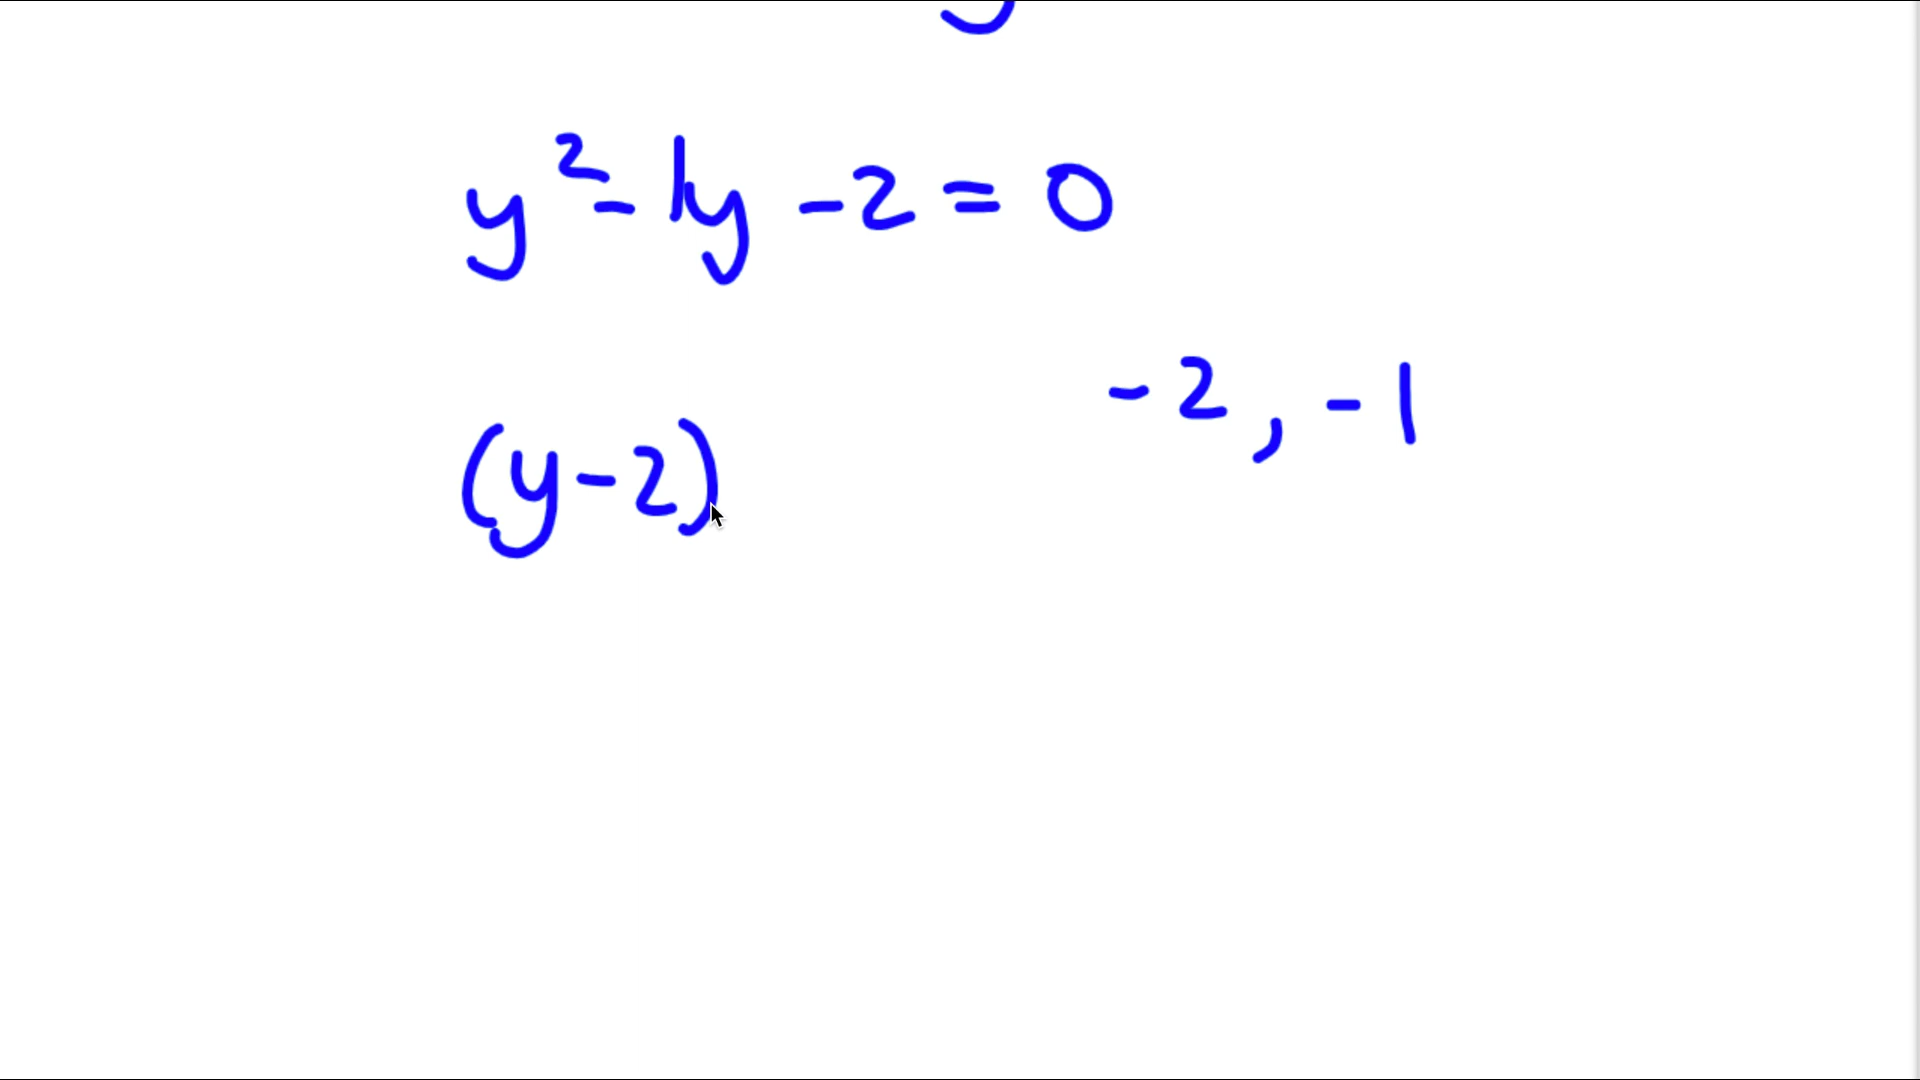 y² - 1y - 2 = 0
-2, -1
(y - 2)